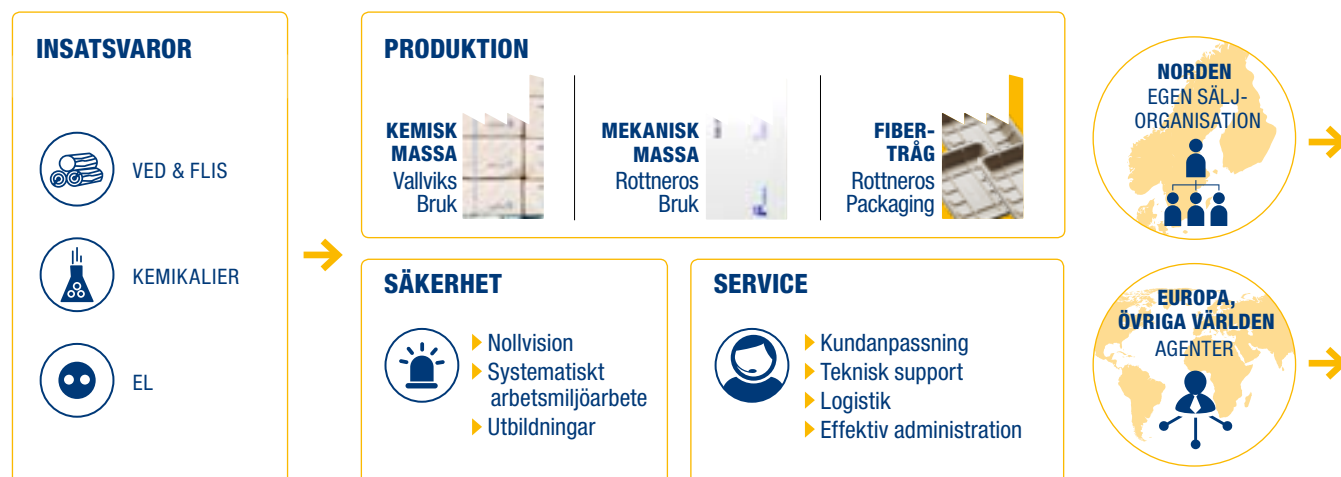 INSATSVAROR
VED & FLIS
KEMIKALIER
EL
PRODUKTION
KEMISK
MASSA
Vallviks
Bruk
MEKANISK
MASSA
Rottneros
Bruk
FIBER-
TRÅG
Rottneros
Packaging
SÄKERHET
Nollvision
Systematiskt
arbetsmiljöarbete
Utbildningar
SERVICE
Kundanpassning
Teknisk support
Logistik
Effektiv administration
NORDEN
EGEN SÄLJ-
ORGANISATION
EUROPA,
ÖVRIGA VÄRLDEN
AGENTER